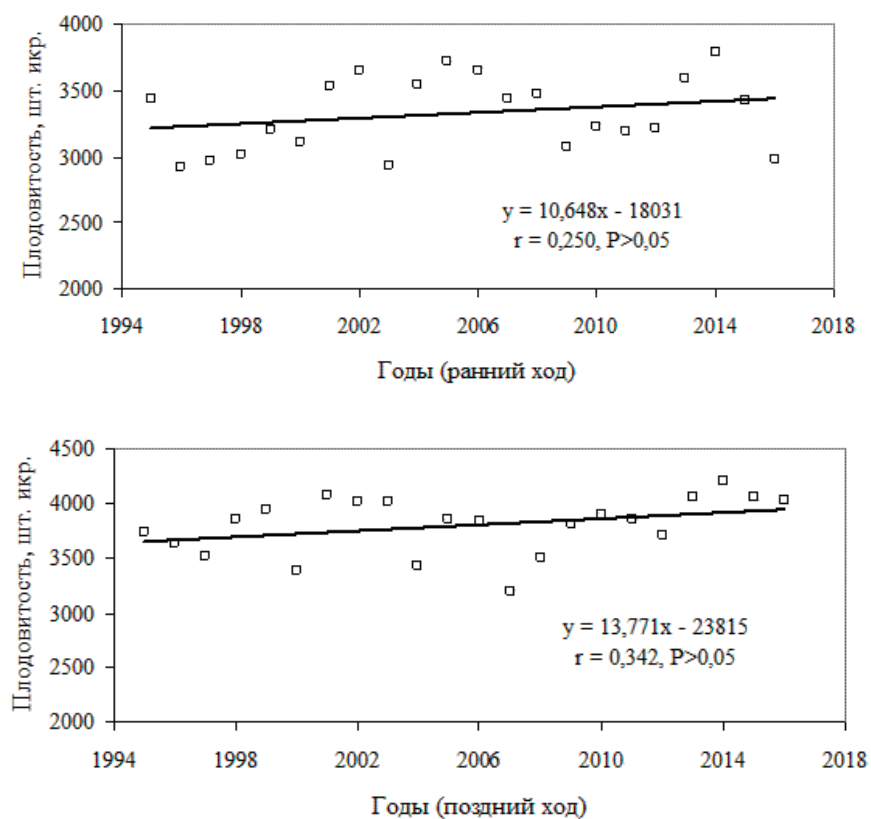 Плодовитость, шт. икр.
4000
3500
3000
2500
2000
y = 10,648x - 18031
r = 0,250, P>0,05
1994 1998 2002 2006 2010 2014 2018
Годы (ранний ход)
Плодовитость, шт. икр.
4500
4000
3500
3000
2500
2000
y = 13,771x - 23815
r = 0,342, P>0,05
1994 1998 2002 2006 2010 2014 2018
Годы (поздний ход)